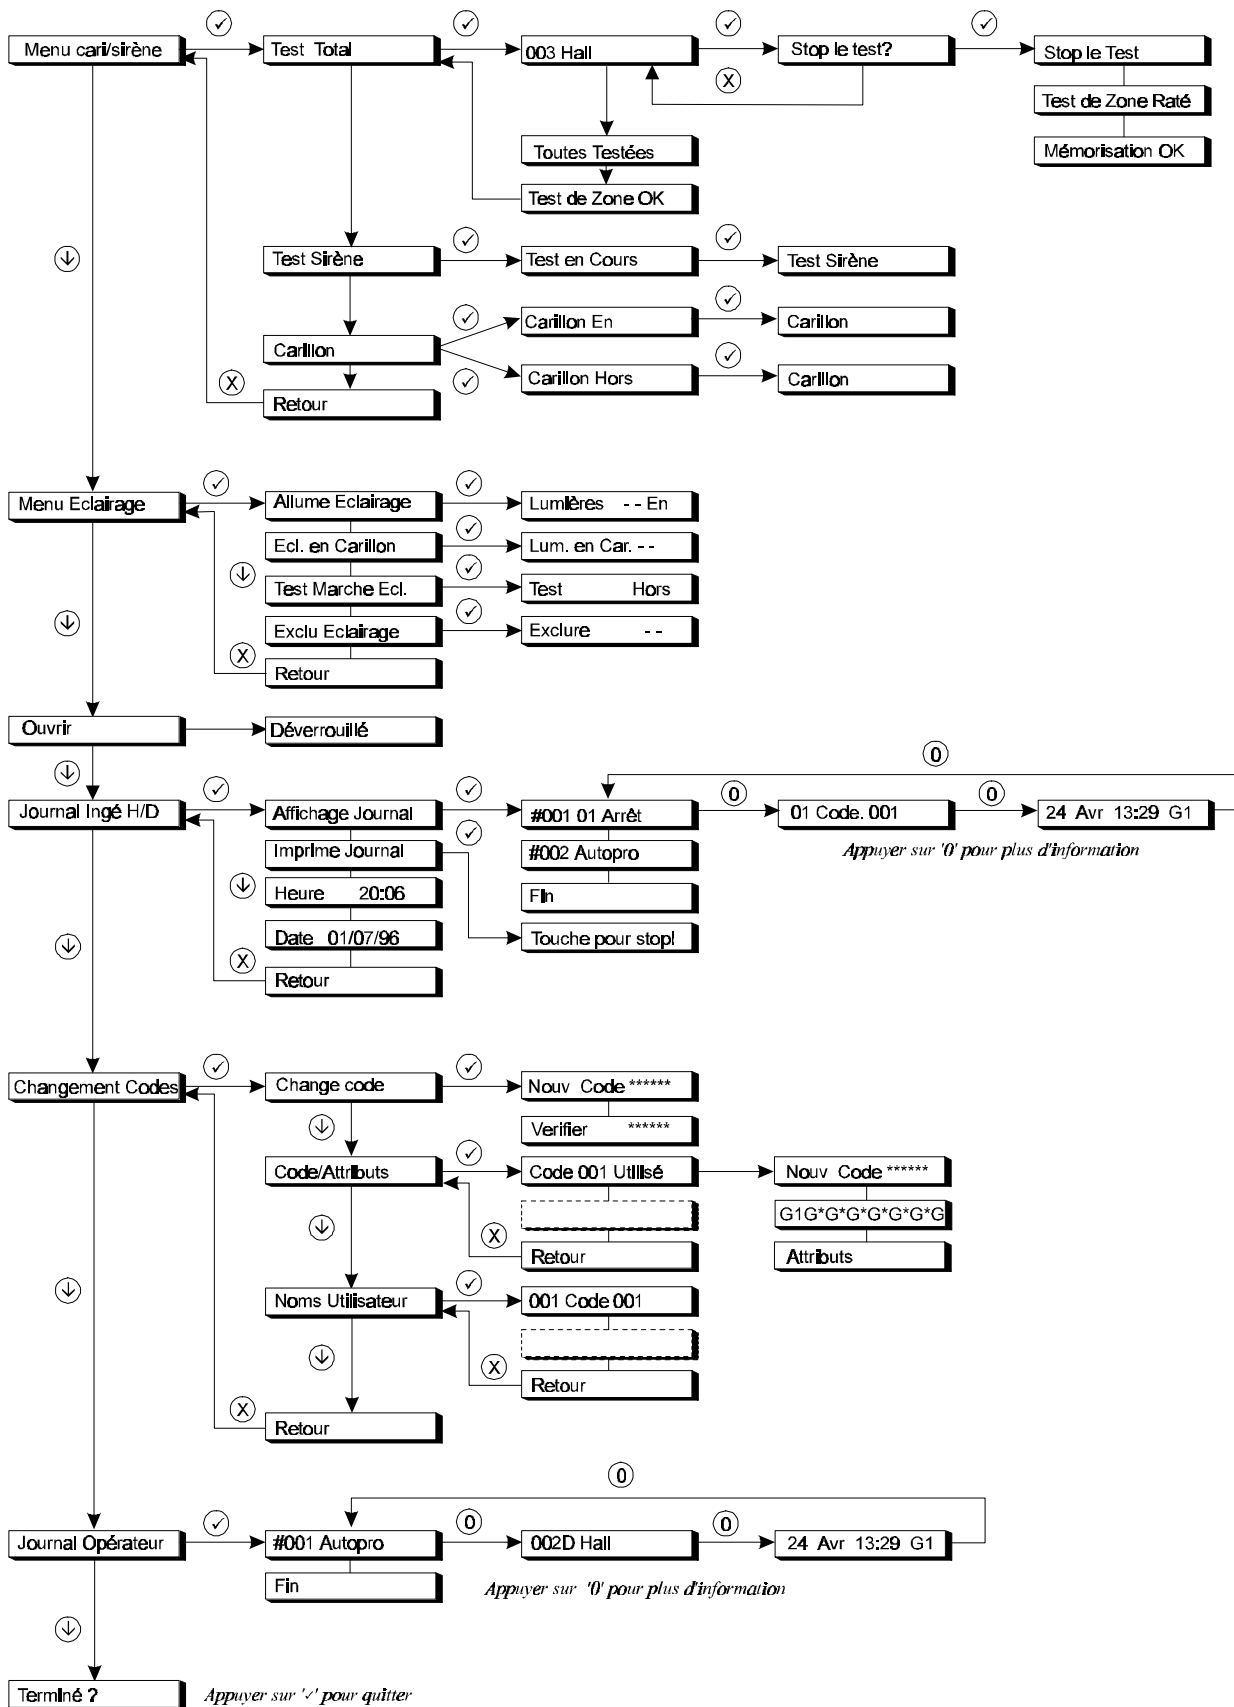 Menu cari/sirène
Test Total
003 Hall
Stop le test?
Stop le Test
✓
✓
✓
✓
X
Test de Zone Raté
Toutes Testées
Mémorisation OK
Test de Zone OK
Test Sirène
✓
Test en Cours
✓
Test Sirène
✓
Carillon En
✓
Carillon
Carillon
✓
Carillon Hors
✓
Carillon
X
Retour
Menu Eclairage
✓
Allume Eclairage
✓
Lumières - - En
Ecl. en Carillon
✓
Lum. en Car. - -
Test Marche Ecl.
✓
Test Hors
Exclu Eclairage
✓
Exclure - -
X
Retour
Ouvrir
Déverrouillé
0
Journal Ingé H/D
✓
Affichage Journal
✓
#001 01 Arrêt
0
01 Code. 001
0
24 Avr 13:29 G1
Imprime Journal
✓
#002 Autopro
Appuyer sur '0' pour plus d'information
Heure 20:06
Fin
Date 01/07/96
Touche pour stop!
X
Retour
Changement Codes
✓
Change code
✓
Nouv Code ******
Verifier ******
Code/Attributs
✓
Code 001 Utilisé
Nouv Code ******
G1G*G*G*G*G*G*G
X
Retour
Attributs
Noms Utilisateur
✓
001 Code 001
X
Retour
X
Retour
0
Journal Opérateur
✓
#001 Autopro
0
002D Hall
0
24 Avr 13:29 G1
Fin
Appuyer sur '0' pour plus d'information
Terminé ?
Appuyer sur '✓' pour quitter